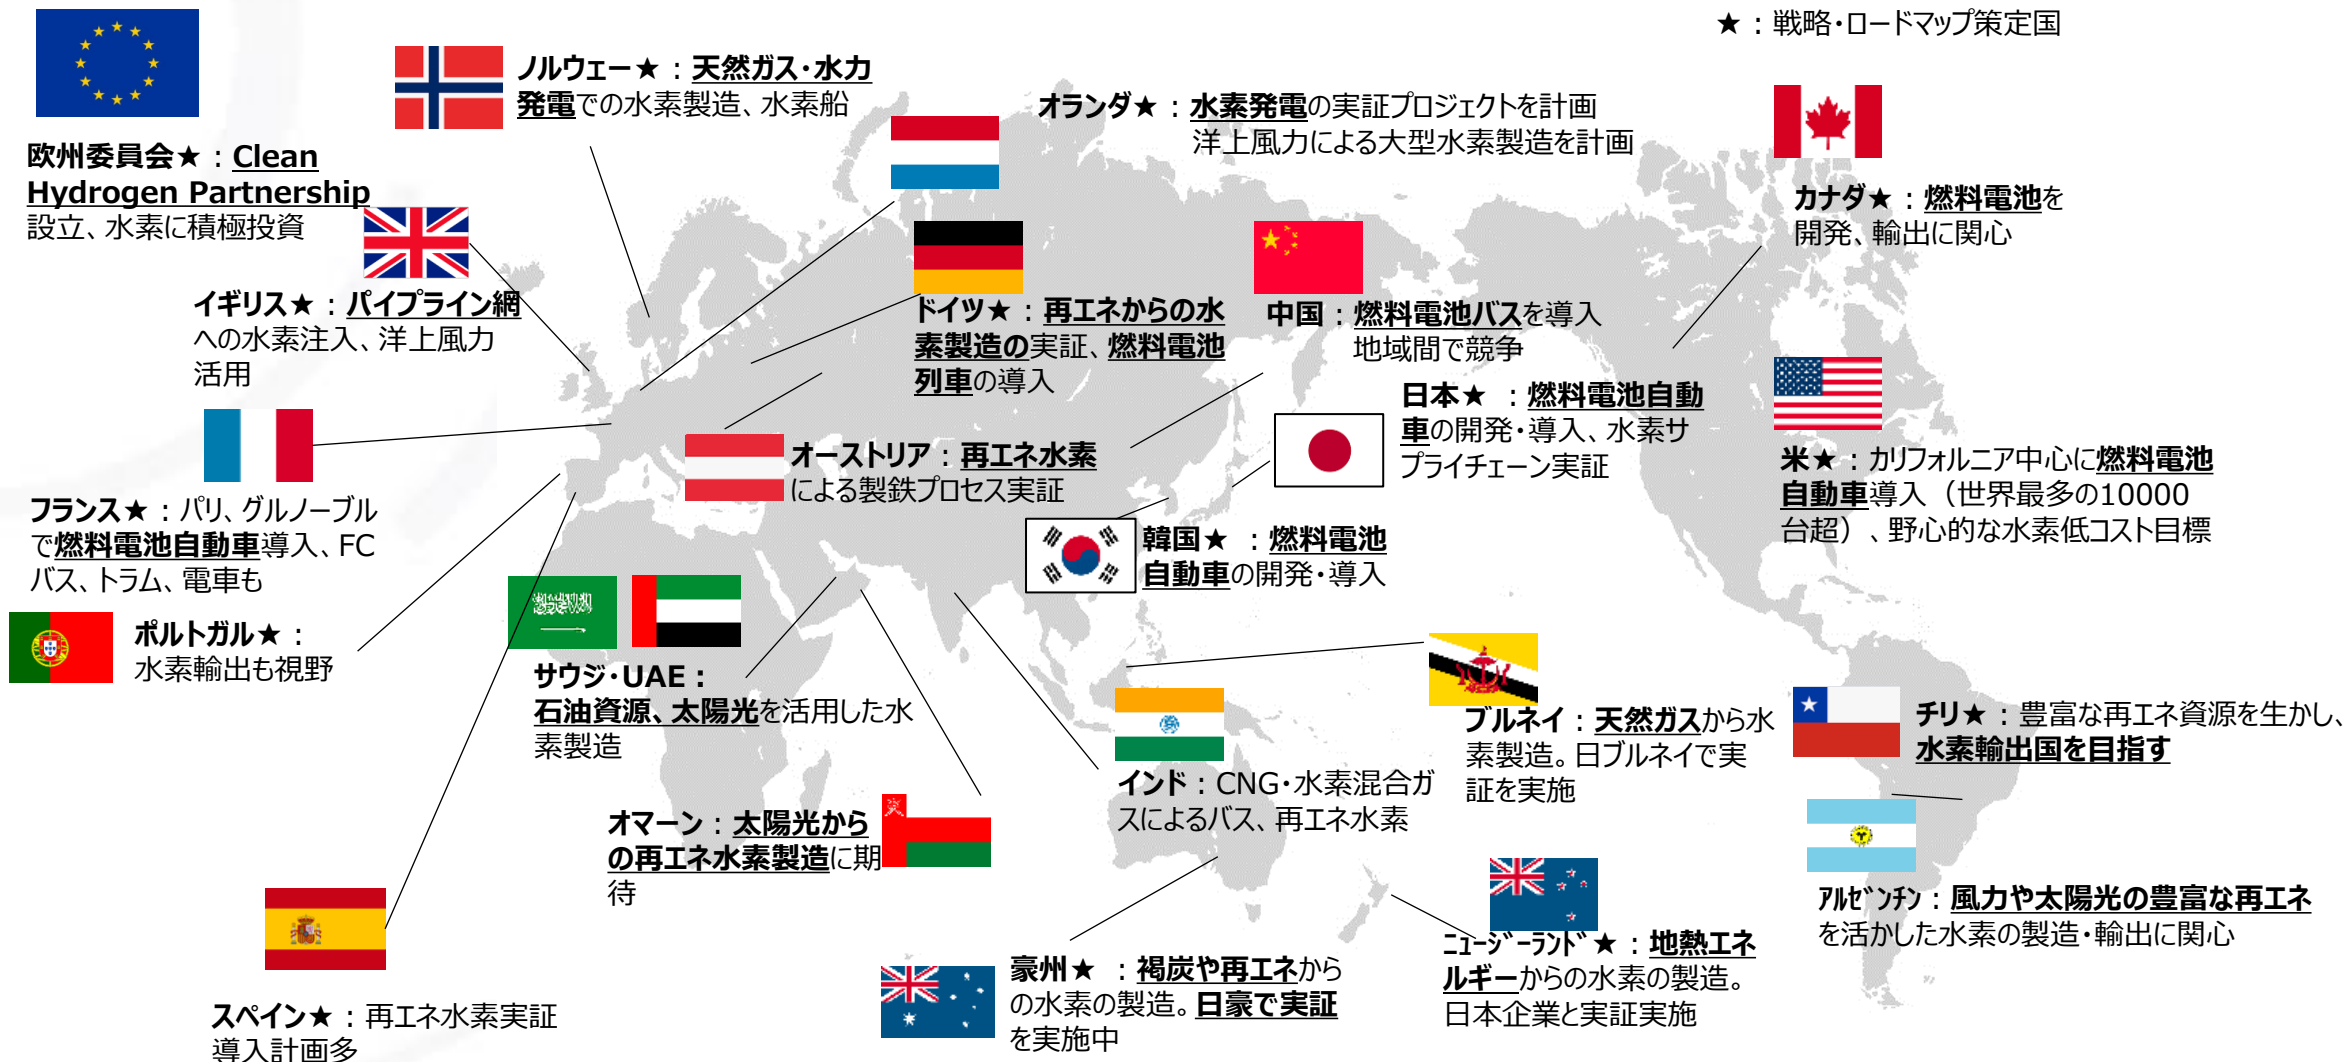 ★：戦略・ロードマップ策定国
ノルウェー★：天然ガス・水力
発電での水素製造、水素船
オランダ★：水素発電の実証プロジェクトを計画
洋上風力による大型水素製造を計画
欧州委員会★：Clean
Hydrogen Partnership
設立、水素に積極投資
カナダ★：燃料電池を
開発、輸出に関心
イギリス★：パイプライン網
への水素注入、洋上風力
活用
ドイツ★：再エネからの水
素製造の実証、燃料電池
列車の導入
中国：燃料電池バスを導入
地域間で競争
日本★：燃料電池自動
車の開発・導入、水素サ
プライチェーン実証
米★：カリフォルニア中心に燃料電池
自動車導入（世界最多の10000
台超）、野心的な水素低コスト目標
オーストリア：再エネ水素
による製鉄プロセス実証
フランス★：パリ、グルノーブル
で燃料電池自動車導入、FC
バス、トラム、電車も
韓国★：燃料電池
自動車の開発・導入
ポルトガル★：
水素輸出も視野
サウジ・UAE：
石油資源、太陽光を活用した水
素製造
ブルネイ：天然ガスから水
素製造。日ブルネイで実
証を実施
チリ★：豊富な再エネ資源を生かし、
水素輸出国を目指す
インド：CNG・水素混合ガ
スによるバス、再エネ水素
オマーン：太陽光から
の再エネ水素製造に期
待
アルゼンチン：風力や太陽光の豊富な再エネ
を活かした水素の製造・輸出に関心
ニュージーランド★：地熱エネ
ルギーからの水素の製造。
日本企業と実証実施
豪州★：褐炭や再エネから
の水素の製造。日豪で実証
を実施中
スペイン★：再エネ水素実証
導入計画多